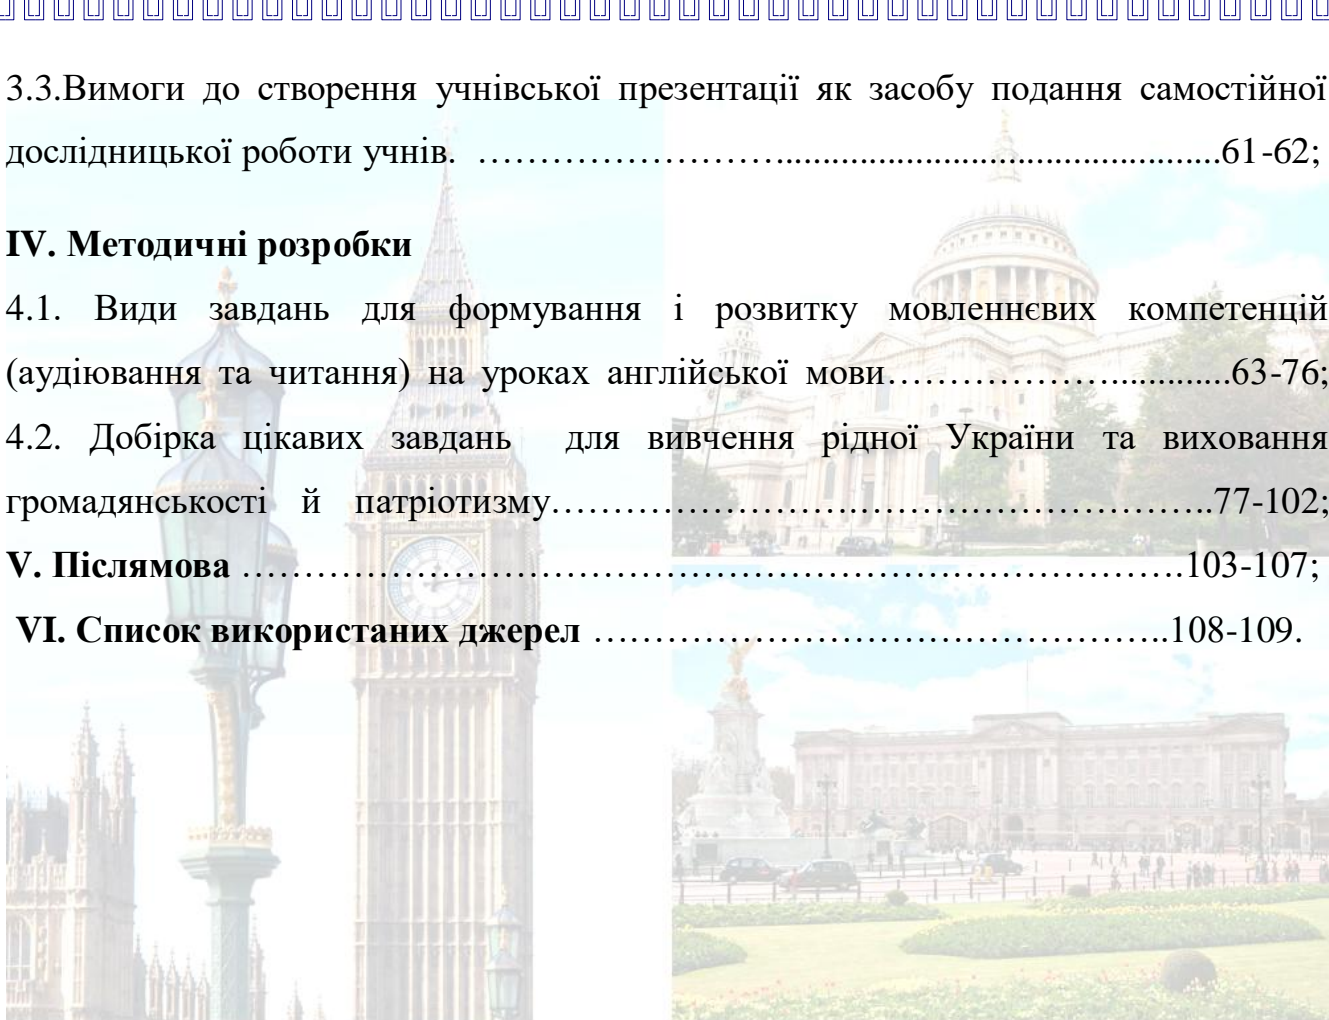 3.3.Вимоги до створення учнівської презентації як засобу подання самостійної
дослідницької роботи учнів. ………………………........................................................61-62;
IV. Методичні розробки
4.1. Види завдань для формування і розвитку мовленнєвих компетенцій
(аудіювання та читання) на уроках англійської мови…………………..............63-76;
4.2. Добірка цікавих завдань для вивчення рідної України та виховання
громадянськості й патріотизму……………………………………………………….77-102;
V. Післямова ……………………………………………………………………………….103-107;
VI. Список використаних джерел ………………………………………………..108-109.